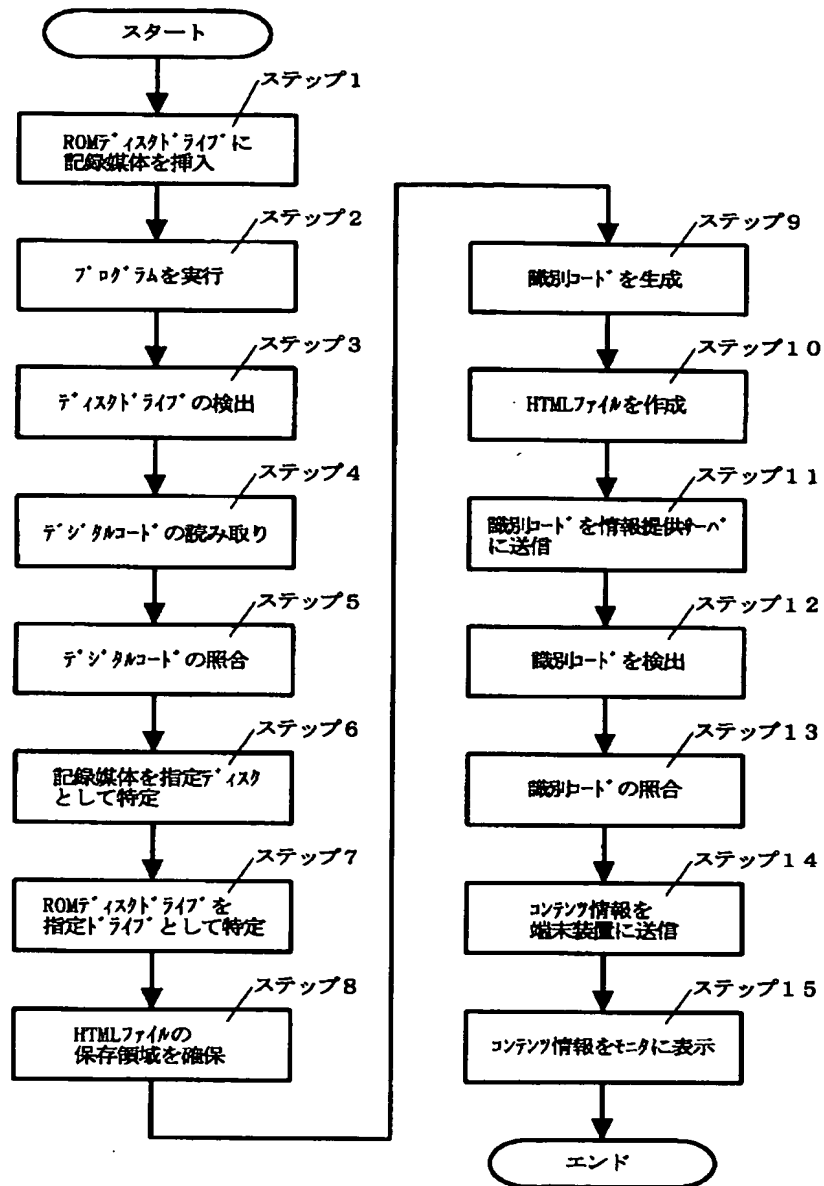 スタート
ステップ1
ROMディスクドライブに
記録媒体を挿入
ステップ2
プログラムを実行
ステップ3
ディスクドライブの検出
ステップ4
デジタルコードの読み取り
ステップ5
デジタルコードの照合
ステップ6
記録媒体を指定ディスク
として特定
ステップ7
ROMディスクドライブを
指定ドライブとして特定
ステップ8
HTMLファイルの
保存領域を確保
ステップ9
識別コードを生成
ステップ10
HTMLファイルを作成
ステップ11
識別コードを情報提供サーバ
に送信
ステップ12
識別コードを検出
ステップ13
識別コードの照合
ステップ14
コンテンツ情報を
端末装置に送信
ステップ15
コンテンツ情報をモニタに表示
エンド